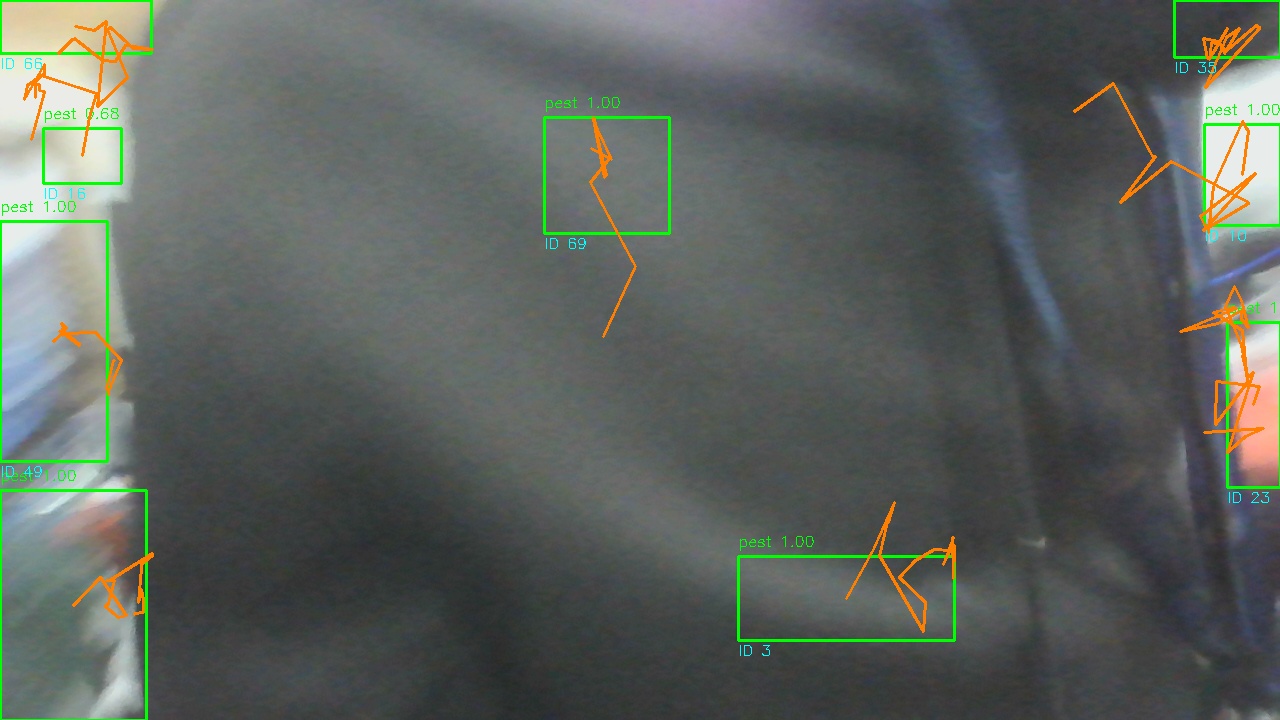 ID 66
pest 0.68
ID 16
pest 1.00
ID 49
pest 1.00
pest 1.00
ID 69
pest 1.00
ID 3
ID 35
pest 1.00
ID 10
pest 1
ID 23